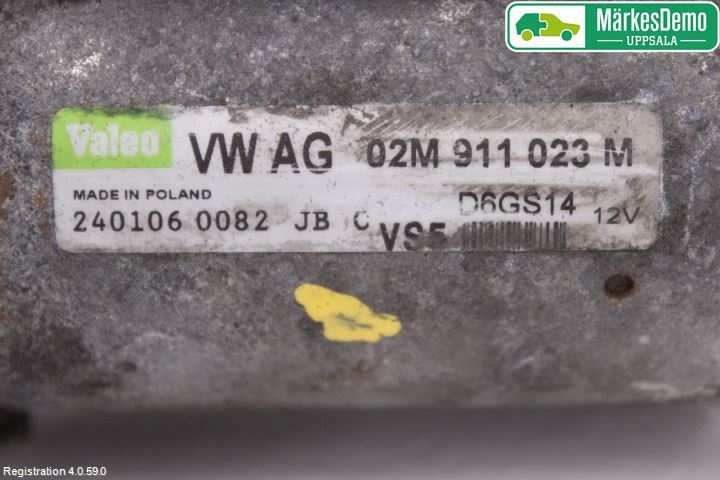 MärkesDemo
UPPSALA
Valeo VW AG 02M 911 023 M
MADE IN POLAND D6GS14 12V
240106 0082 JB C VS5
Registration 4.0.59.0